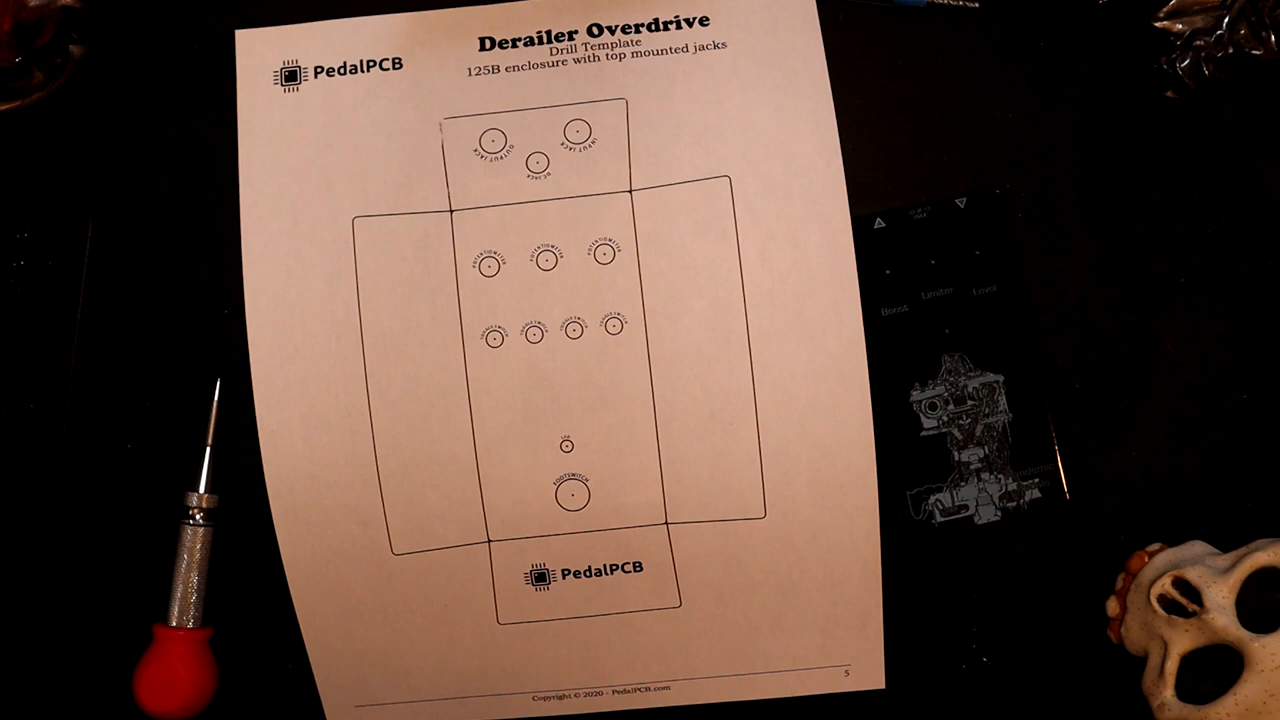 Derailer Overdrive
Drill Template
125B enclosure with top mounted jacks
PedalPCB
OUTPUT JACK
INPUT JACK
DC JACK
POTENTIOMETER
POTENTIOMETER
POTENTIOMETER
TOGGLE SWITCH
TOGGLE SWITCH
TOGGLE SWITCH
TOGGLE SWITCH
LED
FOOTSWITCH
PedalPCB
Copyright © 2020 - PedalPCB.com
5
Boost
Limiter
Level